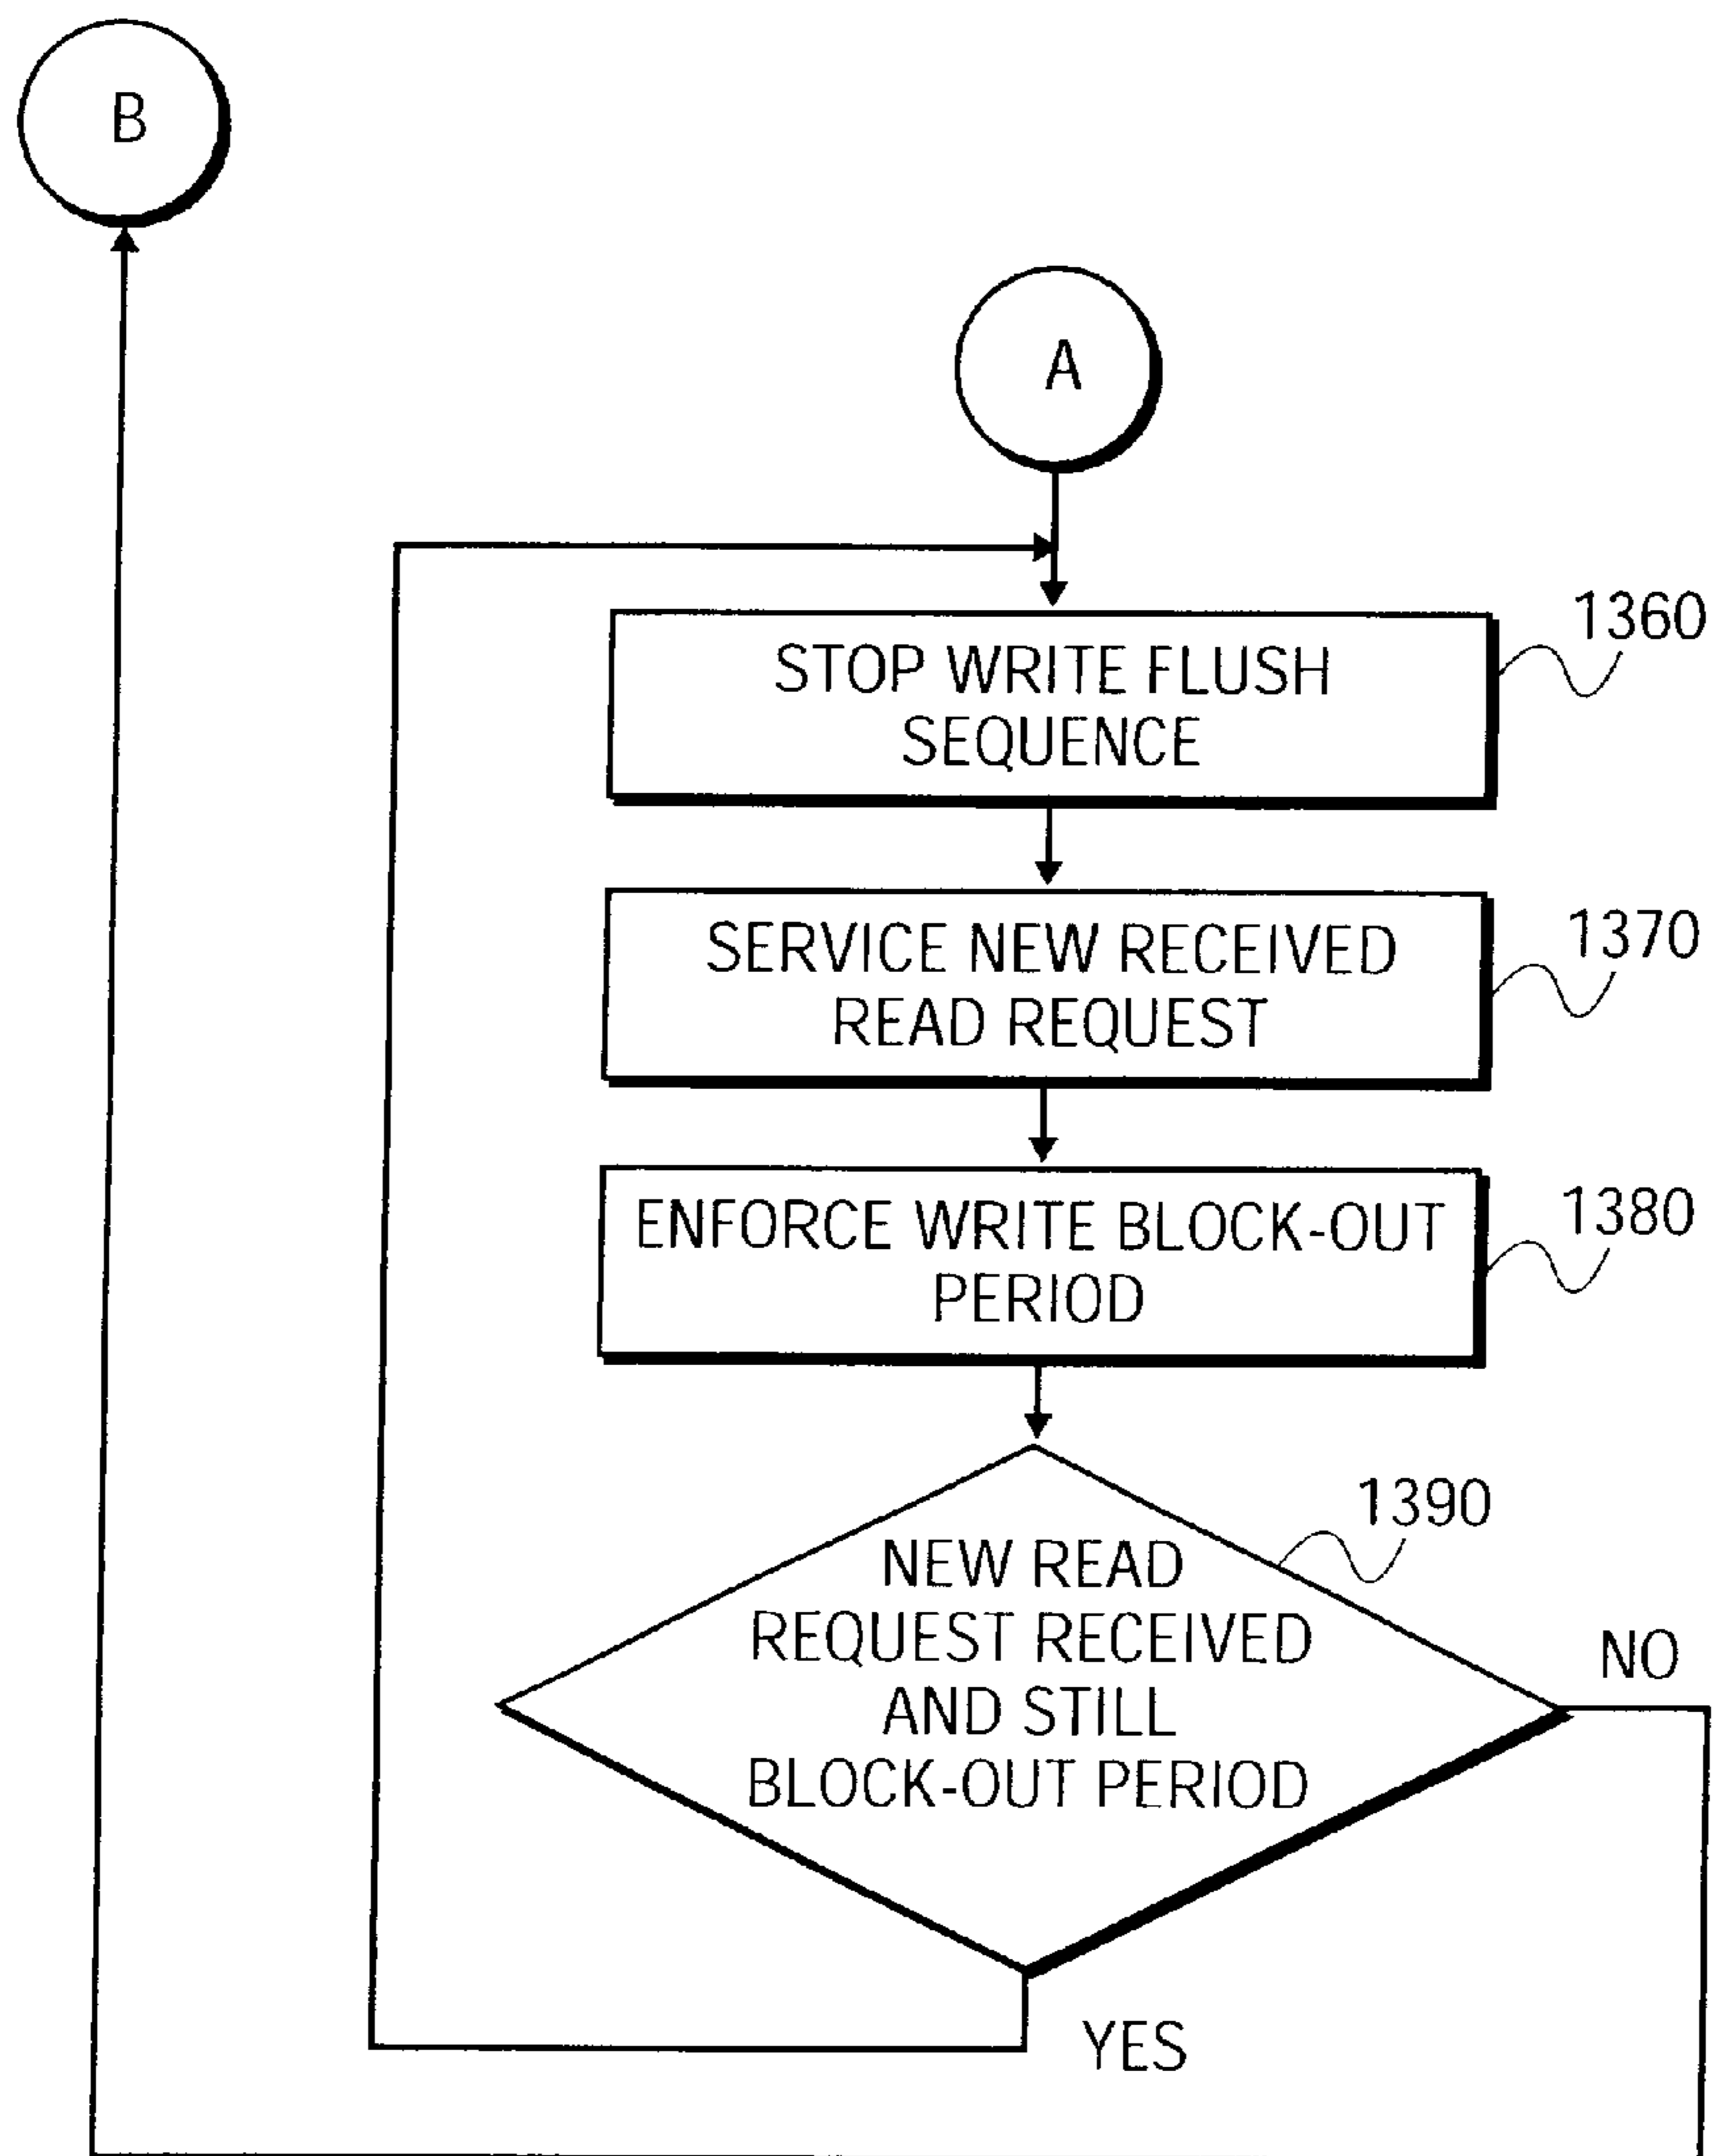 B
A
1360
STOP WRITE FLUSH
SEQUENCE
1370
SERVICE NEW RECEIVED
READ REQUEST
1380
ENFORCE WRITE BLOCK-OUT
PERIOD
1390
NEW READ
REQUEST RECEIVED
AND STILL
BLOCK-OUT PERIOD
NO
YES